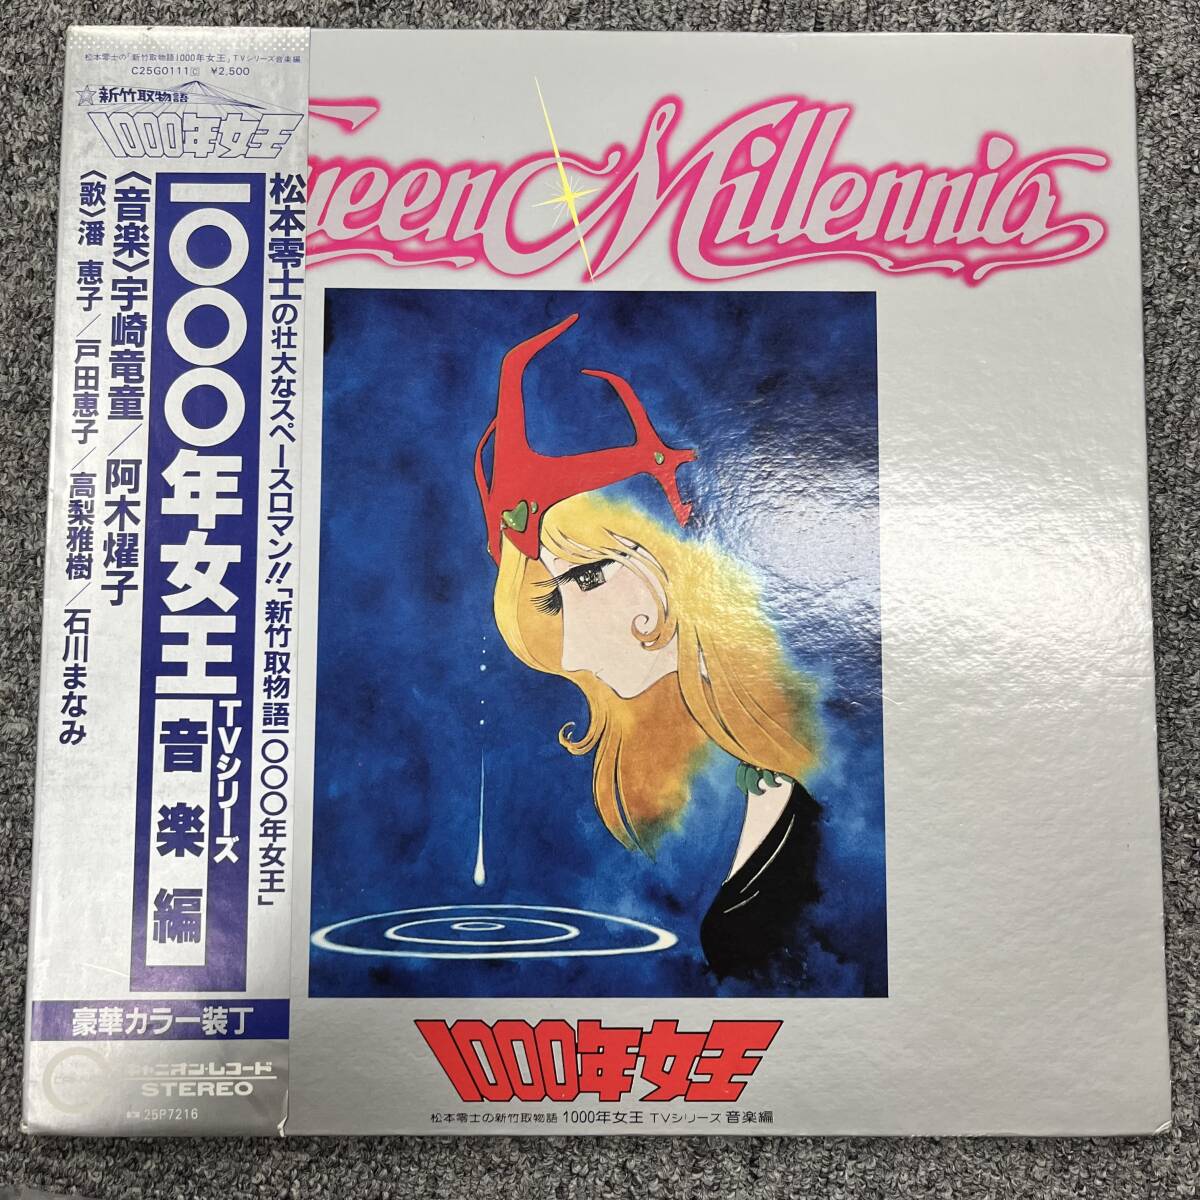 松本零士の「新竹取物語1000年女王」TVシリーズ音楽編
C25G0111Ⓒ ¥2,500
☆新竹取物語
1000年女王
松本零士の壮大なスペースロマン!!「新竹取物語一〇〇〇年女王」
一〇〇〇年女王TVシリーズ音楽編
〈音楽〉宇崎竜童/阿木燿子
〈歌〉潘 恵子/戸田恵子/高梨雅樹/石川まなみ
豪華カラー装丁
キャニオン・レコード
STEREO
25P7216
Queen Millennia
1000年女王
松本零士の新竹取物語 1000年女王 TVシリーズ 音楽編